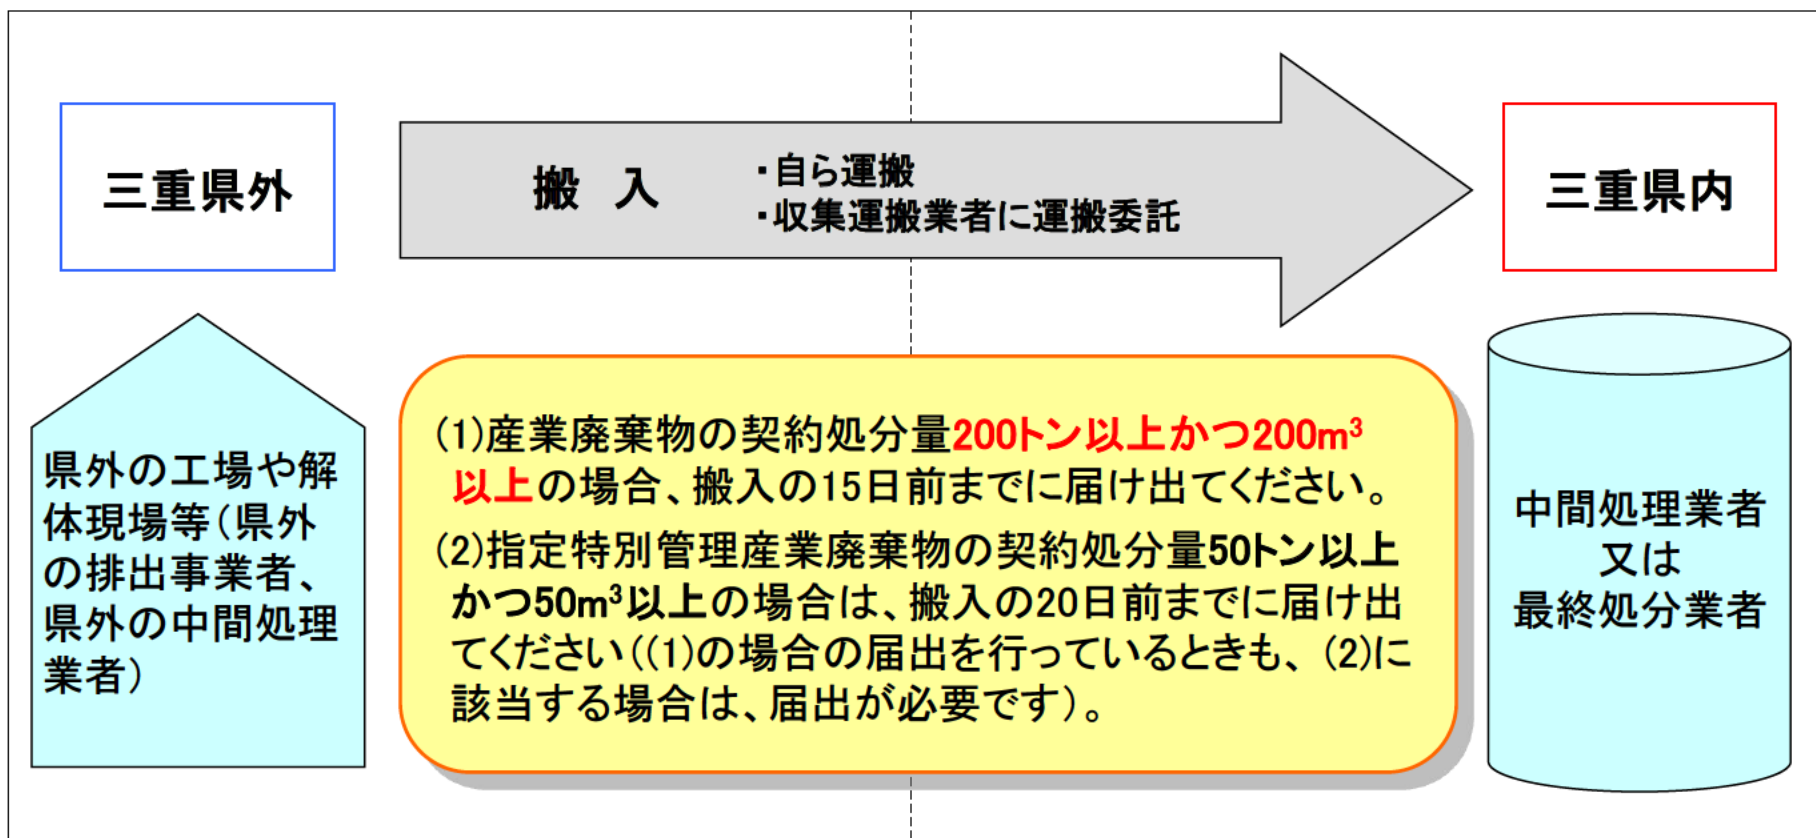 三重県外
搬 入
・自ら運搬
・収集運搬業者に運搬委託
三重県内
県外の工場や解
体現場等(県外
の排出事業者、
県外の中間処理
業者)
(1)産業廃棄物の契約処分量200トン以上かつ200m³
以上の場合、搬入の15日前までに届け出てください。
(2)指定特別管理産業廃棄物の契約処分量50トン以上
かつ50m³以上の場合は、搬入の20日前までに届け出
てください((1)の場合の届出を行っているときも、(2)に
該当する場合は、届出が必要です)。
中間処理業者
又は
最終処分業者